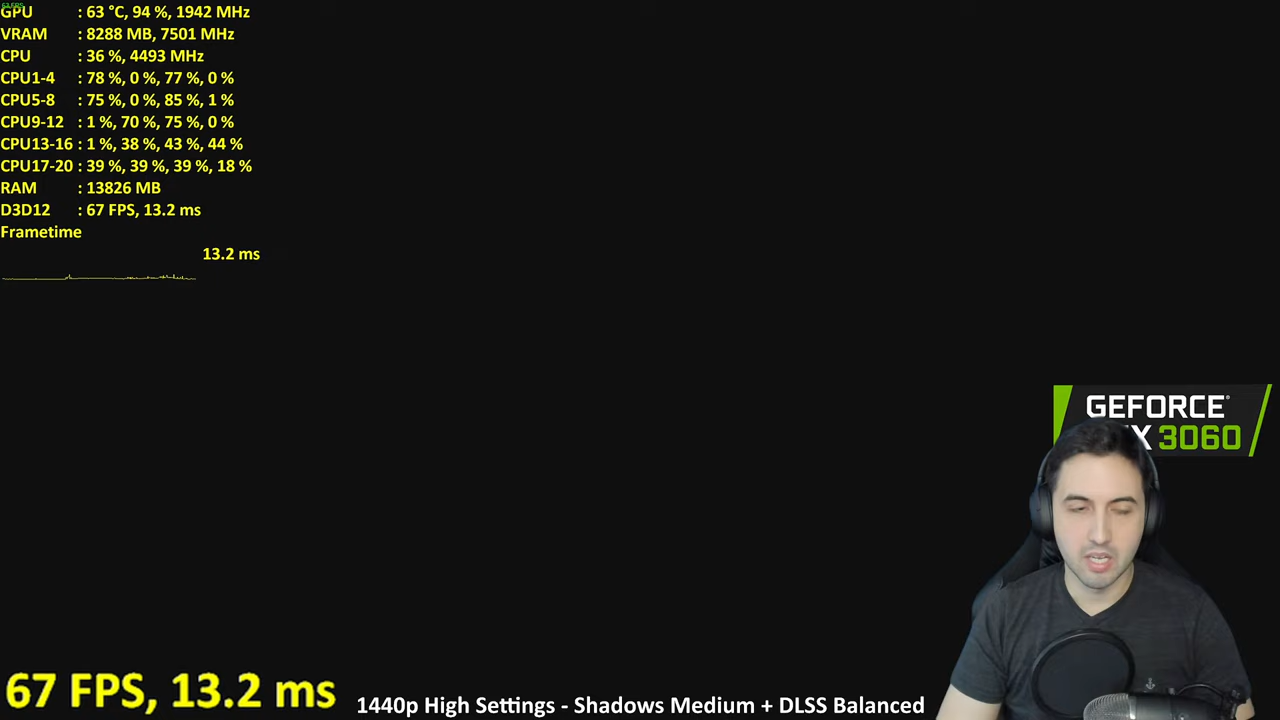 GPU : 63 °C, 94 %, 1942 MHz
VRAM : 8288 MB, 7501 MHz
CPU : 36 %, 4493 MHz
CPU1-4 : 78 %, 0 %, 77 %, 0 %
CPU5-8 : 75 %, 0 %, 85 %, 1 %
CPU9-12 : 1 %, 70 %, 75 %, 0 %
CPU13-16 : 1 %, 38 %, 43 %, 44 %
CPU17-20 : 39 %, 39 %, 39 %, 18 %
RAM : 13826 MB
D3D12 : 67 FPS, 13.2 ms
Frametime
13.2 ms
GEFORCE
3060
67 FPS, 13.2 ms
1440p High Settings - Shadows Medium + DLSS Balanced